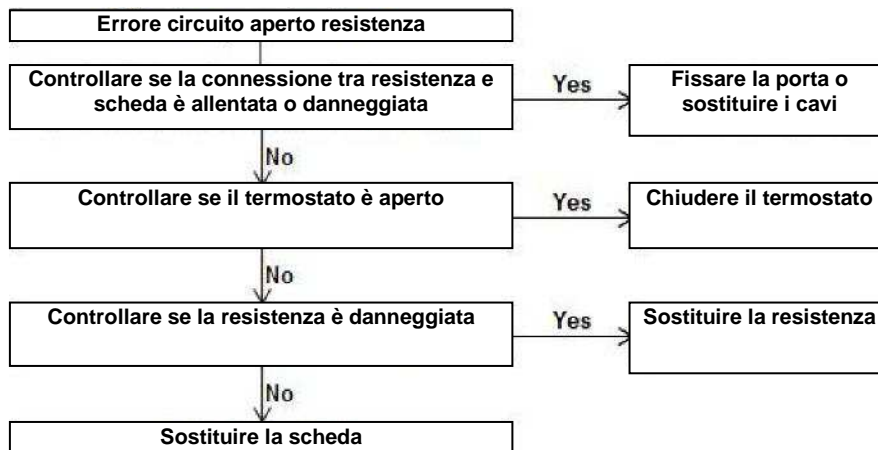 Errore circuito aperto resistenza
Controllare se la connessione tra resistenza e
scheda è allentata o danneggiata
Yes
Fissare la porta o
sostituire i cavi
No
Controllare se il termostato è aperto
Yes
Chiudere il termostato
No
Controllare se la resistenza è danneggiata
Yes
Sostituire la resistenza
No
Sostituire la scheda